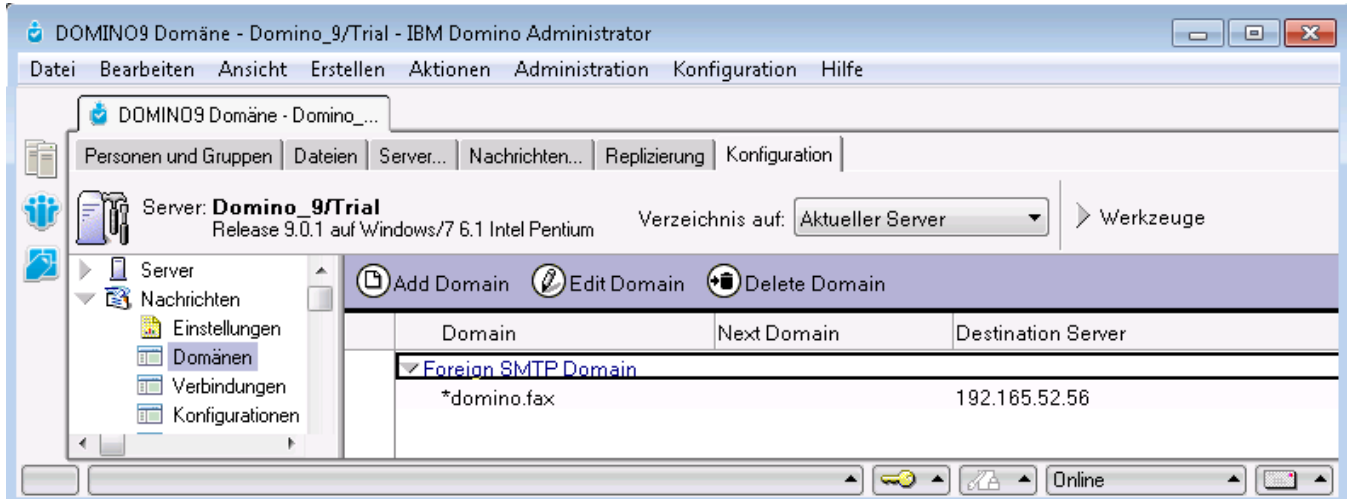 DOMINO9 Domäne - Domino_9/Trial - IBM Domino Administrator
Datei Bearbeiten Ansicht Erstellen Aktionen Administration Konfiguration Hilfe
DOMINO9 Domäne - Domino_...
Personen und Gruppen Dateien Server... Nachrichten... Replizierung Konfiguration
Server: Domino_9/Trial
Release 9.0.1 auf Windows/7 6.1 Intel Pentium
Verzeichnis auf: Aktueller Server
Werkzeuge
Server
Nachrichten
Einstellungen
Domänen
Verbindungen
Konfigurationen
Add Domain Edit Domain Delete Domain
Domain Next Domain Destination Server
Foreign SMTP Domain
*domino.fax 192.165.52.56
Online